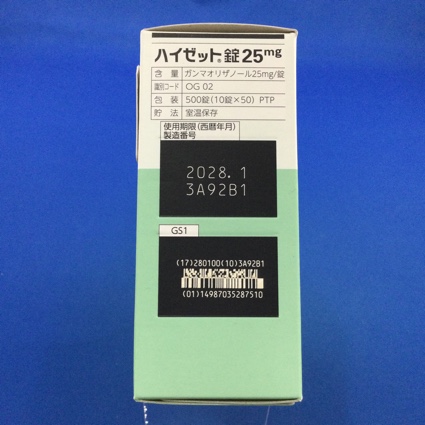 ハイゼット®錠25mg
含量 ガンマオリザノール25mg/錠
識別コード OG 02
包装 500錠(10錠×50) PTP
貯法 室温保存
使用期限(西暦年月)
製造番号
2028.1
3A92B1
GS1
(17)280100(10)3A92B1
(01)14987035287510